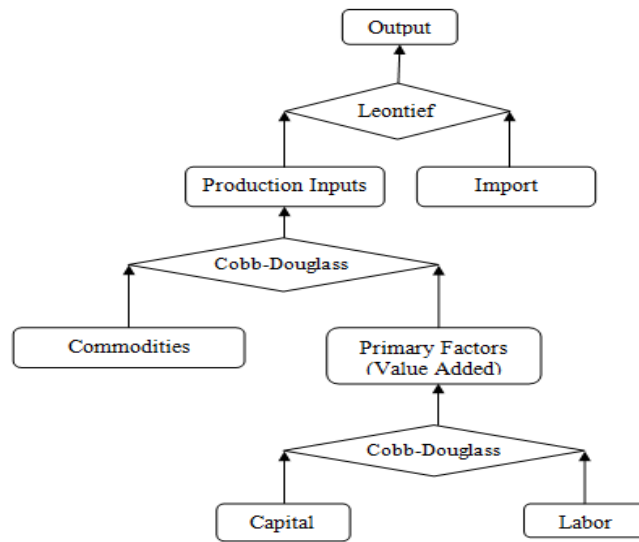 Output
Leontief
Production Inputs
Import
Cobb-Douglass
Commodities
Primary Factors
(Value Added)
Cobb-Douglass
Capital
Labor